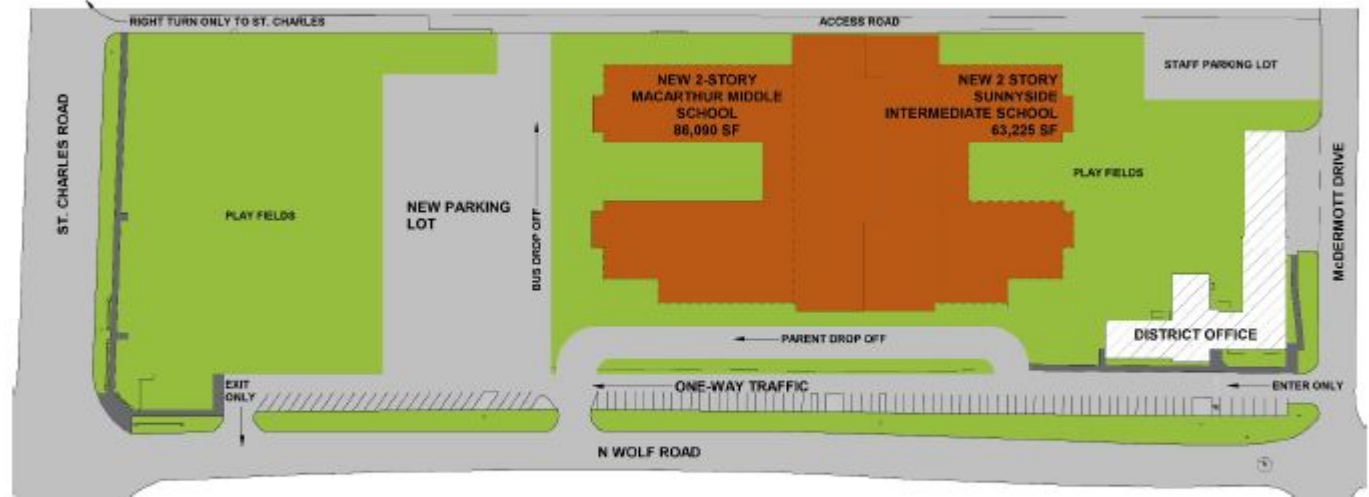 RIGHT TURN ONLY TO ST. CHARLES
ACCESS ROAD
STAFF PARKING LOT
NEW 2-STORY
MACARTHUR MIDDLE
SCHOOL
86,090 SF
NEW 2 STORY
SUNNYSIDE
INTERMEDIATE SCHOOL
63,225 SF
ST. CHARLES ROAD
PLAY FIELDS
NEW PARKING
LOT
BUS DROP OFF
PLAY FIELDS
McDERMOTT DRIVE
DISTRICT OFFICE
PARENT DROP OFF
EXIT
ONLY
ONE-WAY TRAFFIC
ENTER ONLY
N WOLF ROAD